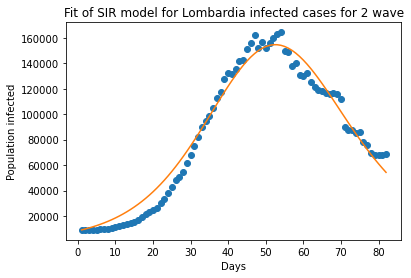 Fit of SIR model for Lombardia infected cases for 2 wave
160000
140000
120000
100000
80000
60000
40000
20000
Population infected
0 10 20 30 40 50 60 70 80
Days